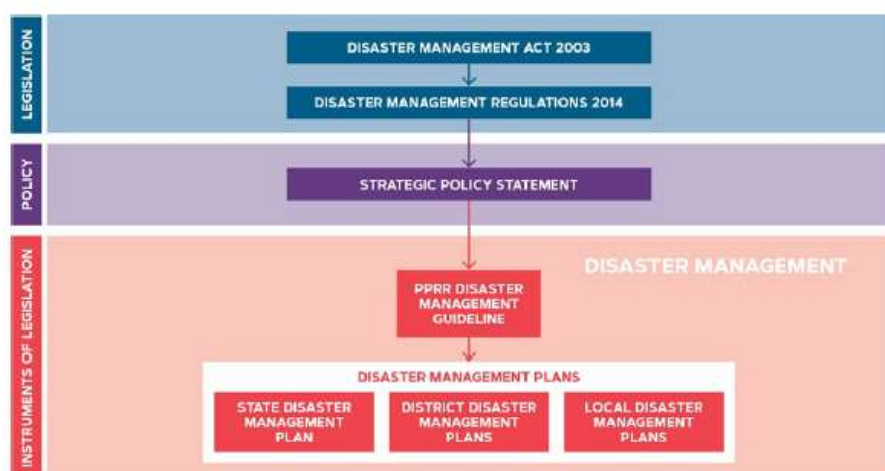 LEGISLATION
DISASTER MANAGEMENT ACT 2003
DISASTER MANAGEMENT REGULATIONS 2014
POLICY
STRATEGIC POLICY STATEMENT
INSTRUMENTS OF LEGISLATION
DISASTER MANAGEMENT
PPRR DISASTER
MANAGEMENT
GUIDELINE
DISASTER MANAGEMENT PLANS
STATE DISASTER
MANAGEMENT
PLAN
DISTRICT DISASTER
MANAGEMENT
PLANS
LOCAL DISASTER
MANAGEMENT
PLANS